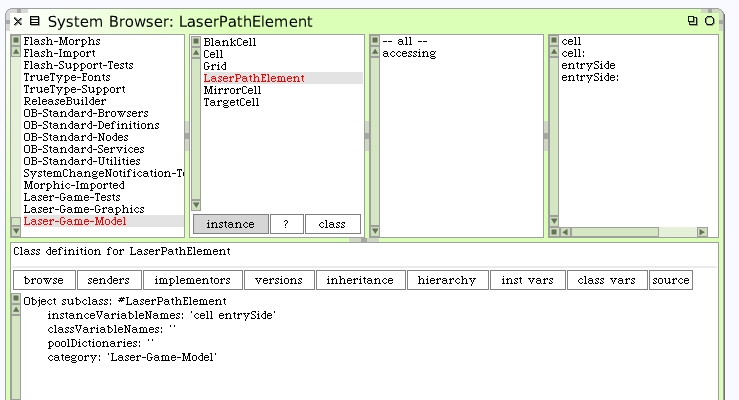 System Browser: LaserPathElement
Flash-Morphs
Flash-Import
Flash-Support-Tests
TrueType-Fonts
TrueType-Support
ReleaseBuilder
OB-Standard-Browsers
OB-Standard-Definitions
OB-Standard-Nodes
OB-Standard-Services
OB-Standard-Utilities
SystemChangeNotification-Te
Morphic-Imported
Laser-Game-Tests
Laser-Game-Graphics
Laser-Game-Model
BlankCell
Cell
Grid
LaserPathElement
MirrorCell
TargetCell
instance ? class
-- all --
accessing
cell
cell:
entrySide
entrySide:
Class definition for LaserPathElement
browse senders implementors versions inheritance hierarchy inst vars class vars source
Object subclass: #LaserPathElement
instanceVariableNames: 'cell entrySide'
classVariableNames: ''
poolDictionaries: ''
category: 'Laser-Game-Model'